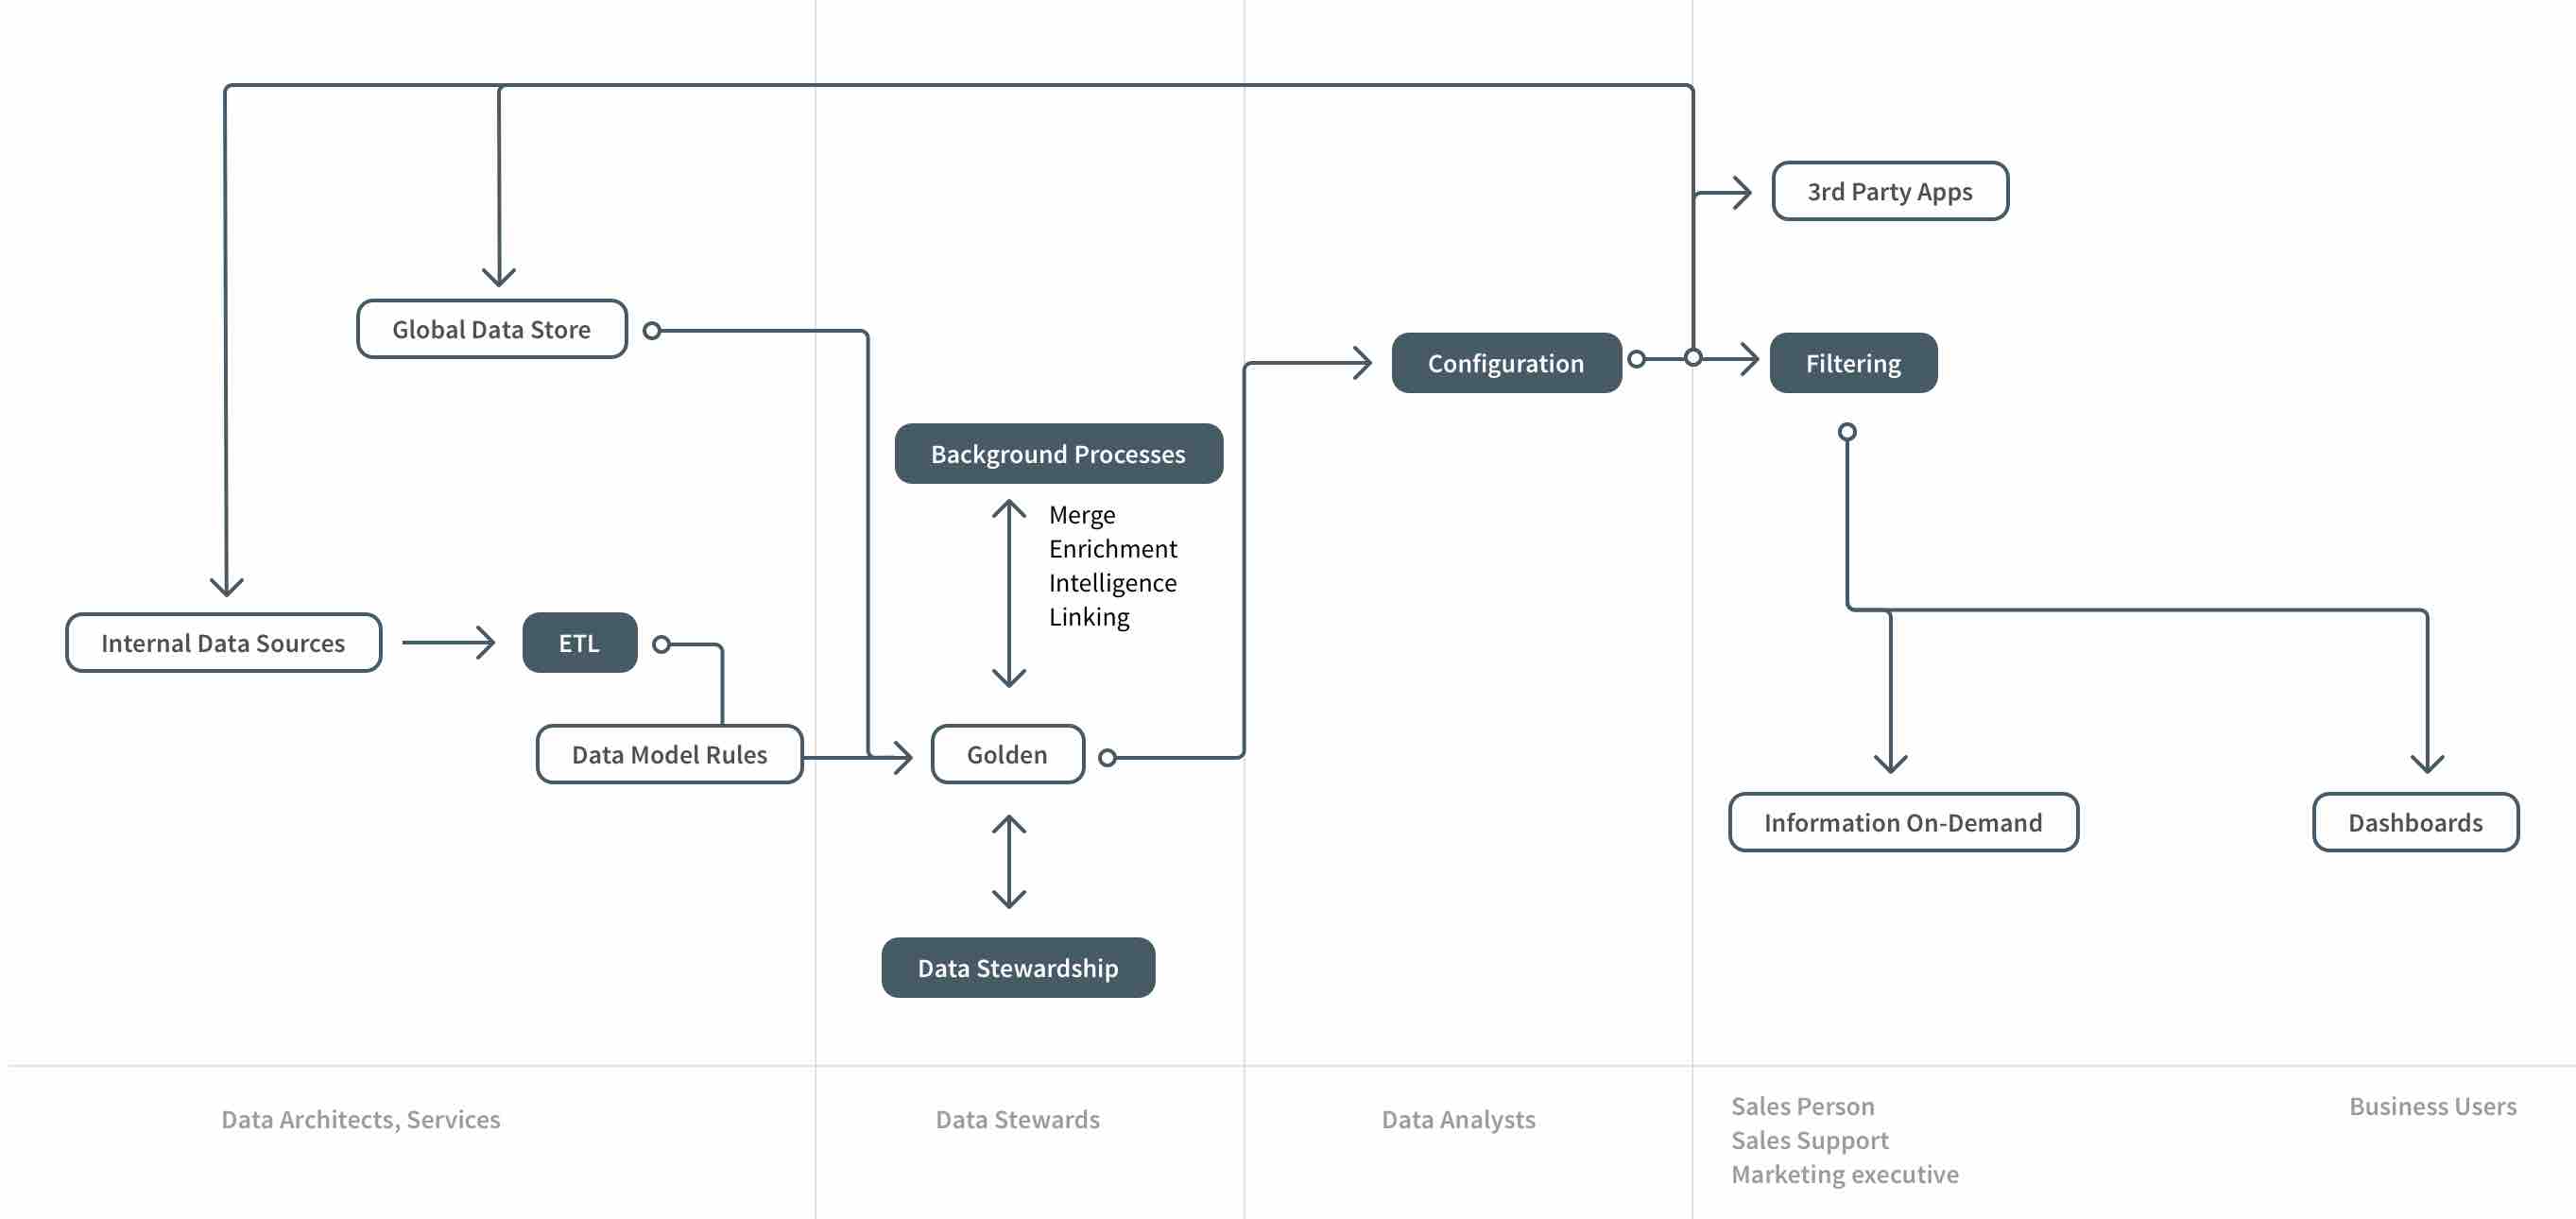 3rd Party Apps
Global Data Store
Configuration
Filtering
Background Processes
Merge
Enrichment
Intelligence
Linking
Internal Data Sources
ETL
Data Model Rules
Golden
Information On-Demand
Dashboards
Data Stewardship
Data Architects, Services
Data Stewards
Data Analysts
Sales Person
Sales Support
Marketing executive
Business Users